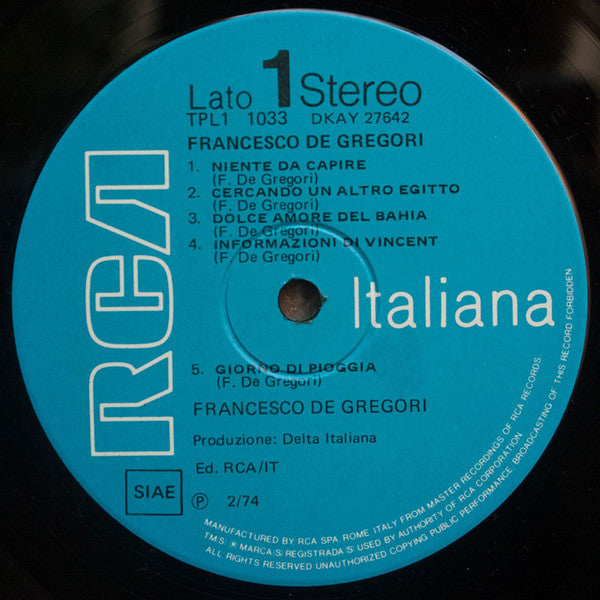 Lato 1 Stereo
TPL1 1033 DKAY 27642
FRANCESCO DE GREGORI
1. NIENTE DA CAPIRE
(F. De Gregori)
2. CERCANDO UN ALTRO EGITTO
(F. De Gregori)
3. DOLCE AMORE DEL BAHIA
(F. De Gregori)
4. INFORMAZIONI DI VINCENT
(F. De Gregori)
RCA
Italiana
5. GIORNO DI PIOGGIA
(F. De Gregori)
FRANCESCO DE GREGORI
Produzione: Delta Italiana
Ed. RCA/IT
SIAE
Ⓟ 2/74
MANUFACTURED BY RCA SPA, ROME, ITALY, FROM MASTER RECORDINGS OF RCA RECORDS
TM(S) ® MARCA(S) REGISTRADA(S) USED BY AUTHORITY OF RCA CORPORATION
ALL RIGHTS RESERVED UNAUTHORIZED COPYING PUBLIC PERFORMANCE BROADCASTING OF THIS RECORD FORBIDDEN